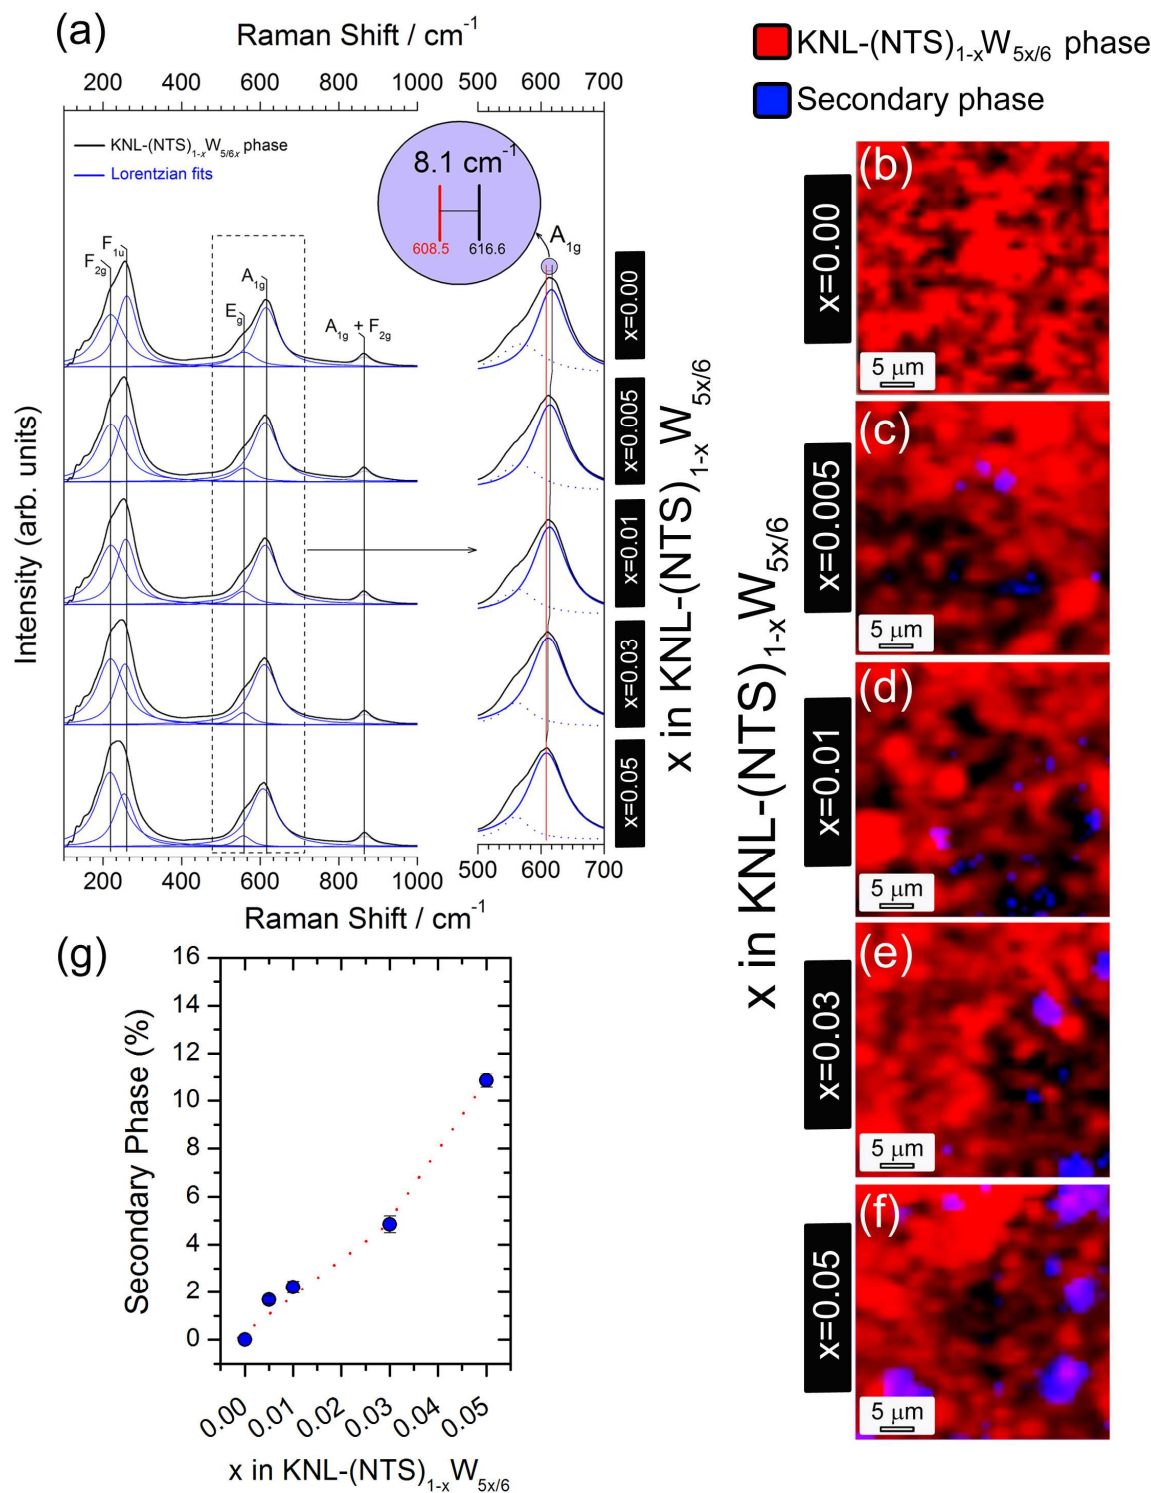 (a)
Raman Shift / cm-1
200 400 600 800 1000 500 600 700
KNL-(NTS)1-xW5/6x phase
Lorentzian fits
8.1 cm-1
608.5 616.6
F2g
F1u
Eg
A1g
A1g + F2g
A1g
Intensity (arb. units)
x=0.00
x=0.005
x=0.01
x=0.03
x=0.05
x in KNL-(NTS)1-xW5x/6
200 400 600 800 1000 500 600 700
Raman Shift / cm-1
KNL-(NTS)1-xW5x/6 phase
Secondary phase
x in KNL-(NTS)1-xW5x/6
(b)
x=0.00
5 μm
(c)
x=0.005
5 μm
(d)
x=0.01
5 μm
(e)
x=0.03
5 μm
(f)
x=0.05
5 μm
(g)
Secondary Phase (%)
16
14
12
10
8
6
4
2
0
0.00 0.01 0.02 0.03 0.04 0.05
x in KNL-(NTS)1-xW5x/6